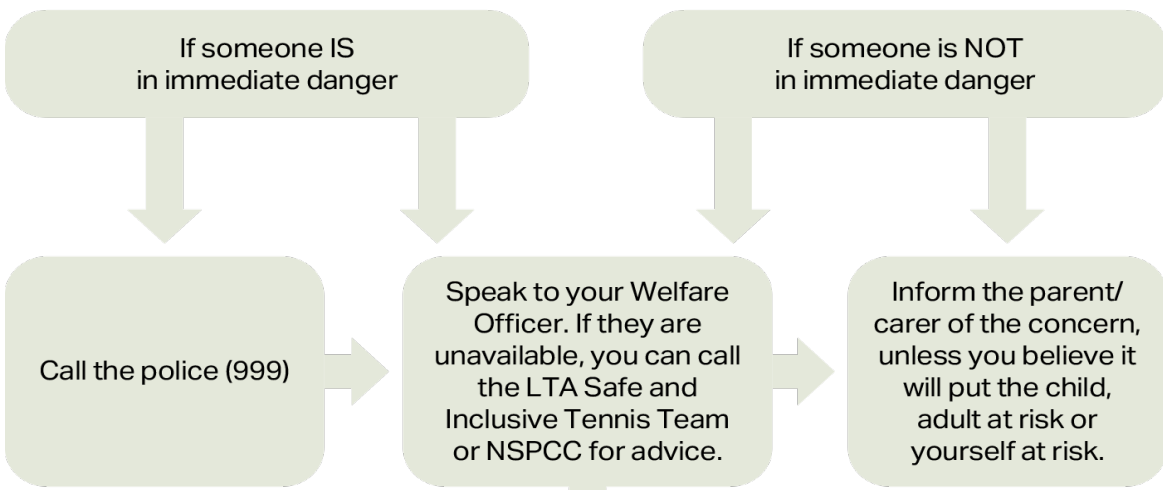 If someone IS
in immediate danger
If someone is NOT
in immediate danger
Call the police (999)
Speak to your Welfare
Officer. If they are
unavailable, you can call
the LTA Safe and
Inclusive Tennis Team
or NSPCC for advice.
Inform the parent/
carer of the concern,
unless you believe it
will put the child,
adult at risk or
yourself at risk.